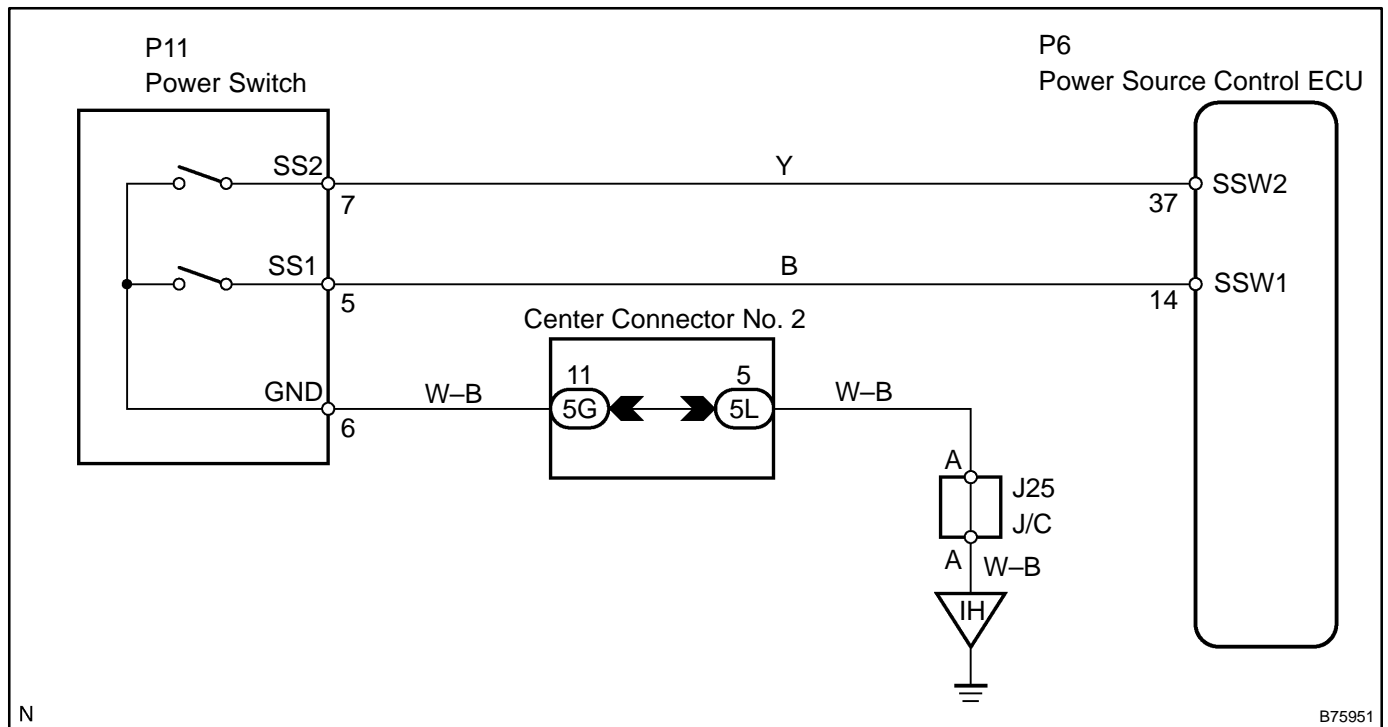 P11
Power Switch
P6
Power Source Control ECU
SS2
7
Y
37
SSW2
SS1
5
B
14
SSW1
Center Connector No. 2
GND
6
W–B
11
5G
5
5L
W–B
A
J25
J/C
A
W–B
IH
N
B75951